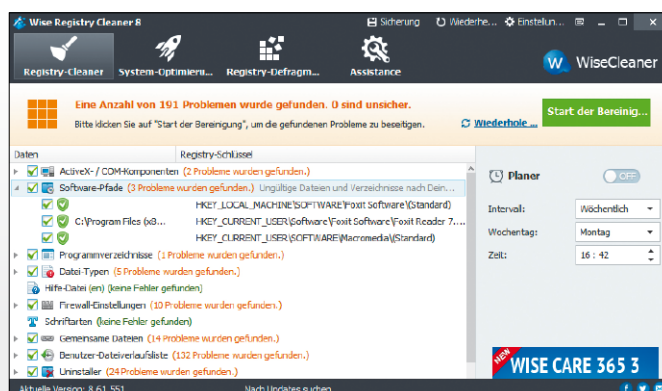 Wise Registry Cleaner 8
Sicherung
Wiederhe...
Einstellun...
Registry-Cleaner
System-Optimieru...
Registry-Defragm...
Assistance
W
WiseCleaner
Eine Anzahl von 191 Problemen wurde gefunden. 0 sind unsicher.
Bitte klicken Sie auf "Start der Bereinigung", um die gefundenen Probleme zu beseitigen.
Wiederhole ...
Start der Bereinig...
Daten
Registry-Schlüssel
ActiveX- / COM-Komponenten (2 Probleme wurden gefunden.)
Software-Pfade (3 Probleme wurden gefunden.) Ungültige Dateien und Verzeichnisse nach Dein...
HKEY_LOCAL_MACHINE\SOFTWARE\Foxit Software\(Standard)
C:\Program Files (x8... HKEY_CURRENT_USER\Software\Foxit Software\Foxit Reader 7....
HKEY_CURRENT_USER\SOFTWARE\Macromedia\(Standard)
Programmverzeichnisse (1 Probleme wurden gefunden.)
Datei-Typen (5 Probleme wurden gefunden.)
Hilfe-Datei (en) (keine Fehler gefunden)
Firewall-Einstellungen (10 Probleme wurden gefunden.)
Schriftarten (keine Fehler gefunden)
Gemeinsame Dateien (14 Probleme wurden gefunden.)
Benutzer-Dateiverlaufsliste (132 Probleme wurden gefunden.)
Uninstaller (24 Probleme wurden gefunden.)
Planer
OFF
Interval:
Wöchentlich
Wochentag:
Montag
Zeit:
16 : 42
NEW
WISE CARE 365 3
Aktuelle Version: 8.61.551
Nach Updates suchen